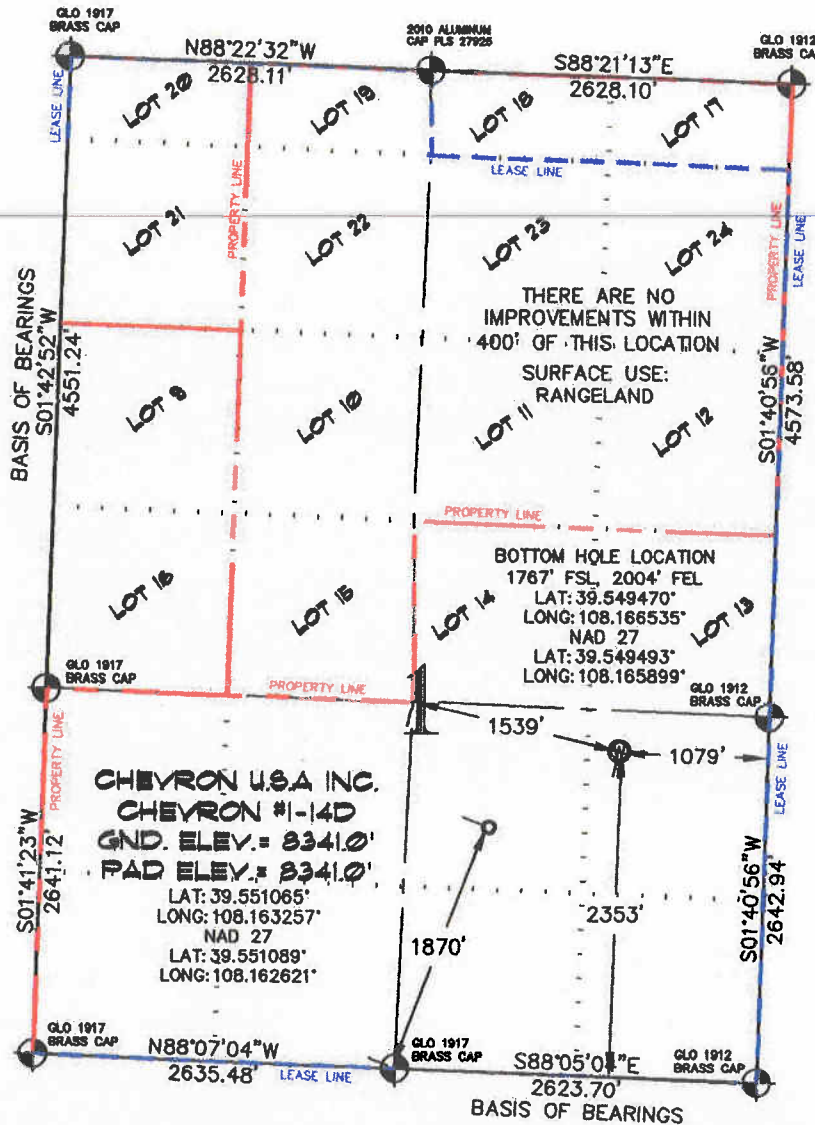 GLO 1917
BRASS CAP
N88°22'32"W
2628.11'
2010 ALUMINUM
CAP PLS 27925
S88°21'13"E
2628.10'
GLO 1912
BRASS CAP
LEASE LINE
LOT 20
LOT 19
LOT 18
LOT 17
LEASE LINE
PROPERTY LINE
LOT 21
LOT 22
LOT 23
LOT 24
PROPERTY LINE
LEASE LINE
THERE ARE NO
IMPROVEMENTS WITHIN
400' OF THIS LOCATION
SURFACE USE:
RANGELAND
BASIS OF BEARINGS
S01°42'52"W
4551.24'
S01°40'56"W
4573.58'
LOT 9
LOT 10
LOT 11
LOT 12
PROPERTY LINE
BOTTOM HOLE LOCATION
1767' FSL, 2004' FEL
LAT: 39.549470°
LONG: 108.166535°
NAD 27
LAT: 39.549493°
LONG: 108.165899°
LOT 16
LOT 15
LOT 14
LOT 13
GLO 1917
BRASS CAP
PROPERTY LINE
1
GLO 1912
BRASS CAP
1539'
1079'
PROPERTY LINE
LEASE LINE
CHEVRON U.S.A INC.
CHEVRON #1-14D
GND. ELEV.= 8341.0'
PAD ELEV.= 8341.0'
LAT: 39.551065°
LONG: 108.163257°
NAD 27
LAT: 39.551089°
LONG: 108.162621°
S01°41'23"W
2641.12'
1870'
2353'
S01°40'56"W
2642.94'
GLO 1917
BRASS CAP
N88°07'04"W
2635.48'
LEASE LINE
GLO 1917
BRASS CAP
S88°05'01"E
2623.70'
GLO 1912
BRASS CAP
BASIS OF BEARINGS